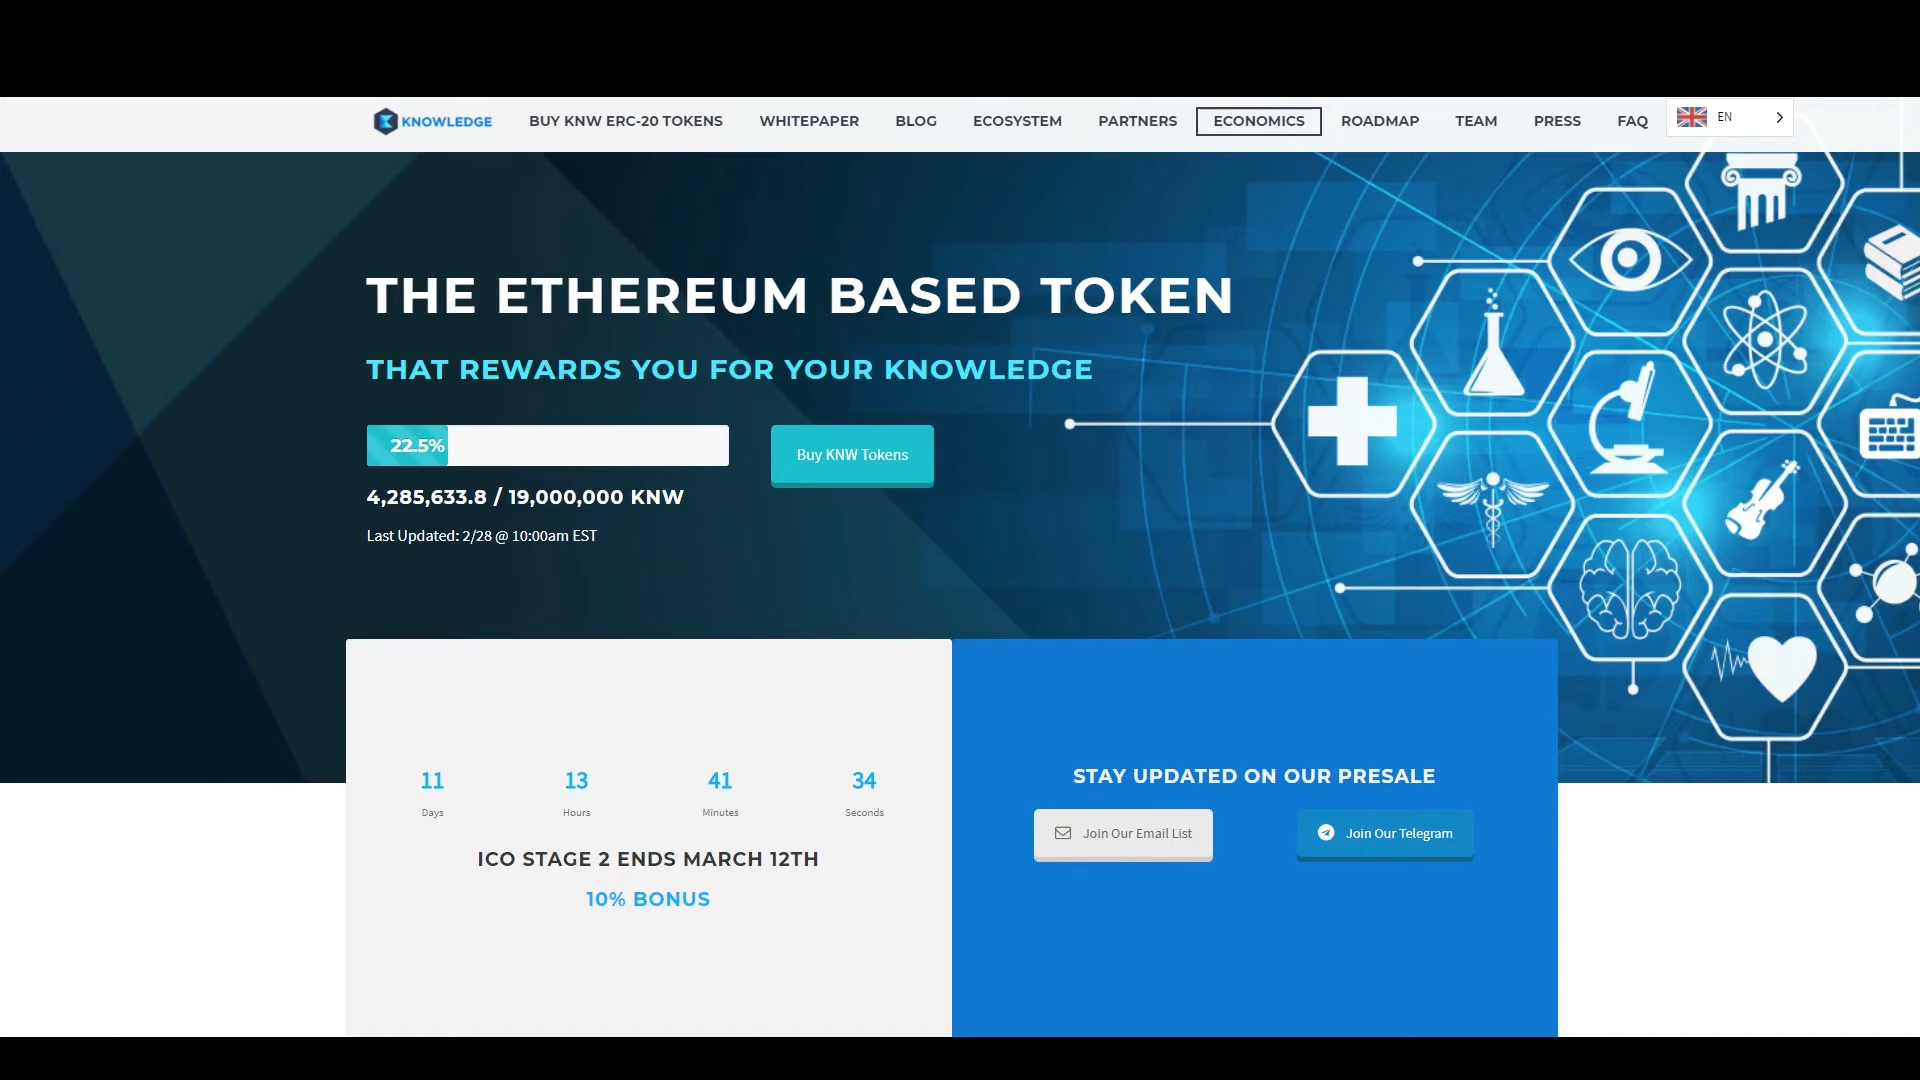 KNOWLEDGE
BUY KNW ERC-20 TOKENS
WHITEPAPER
BLOG
ECOSYSTEM
PARTNERS
ECONOMICS
ROADMAP
TEAM
PRESS
FAQ
EN
THE ETHEREUM BASED TOKEN
THAT REWARDS YOU FOR YOUR KNOWLEDGE
22.5%
Buy KNW Tokens
4,285,633.8 / 19,000,000 KNW
Last Updated: 2/28 @ 10:00am EST
11 13 41 34
Days Hours Minutes Seconds
ICO STAGE 2 ENDS MARCH 12TH
10% BONUS
STAY UPDATED ON OUR PRESALE
Join Our Email List
Join Our Telegram